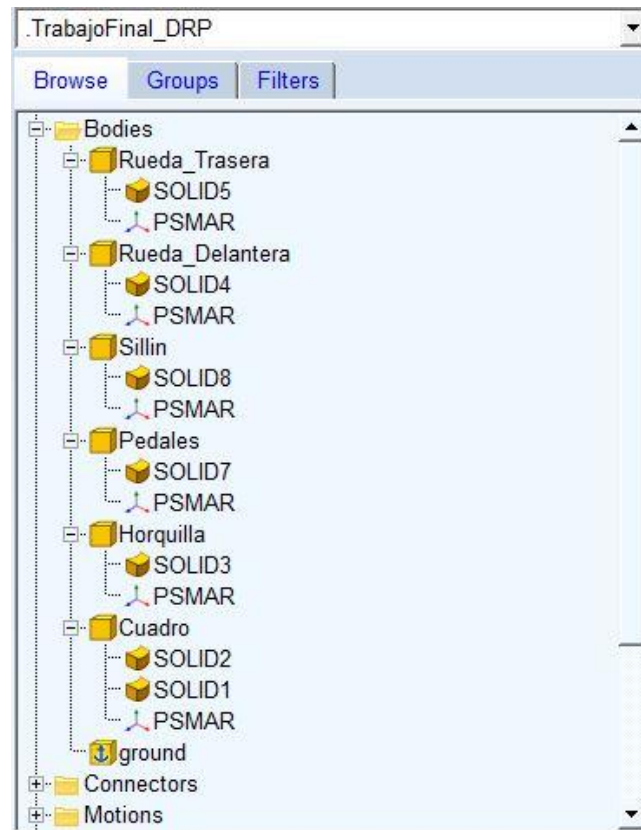 .TrabajoFinal_DRP
Browse Groups Filters
Bodies
Rueda_Trasera
SOLID5
PSMAR
Rueda_Delantera
SOLID4
PSMAR
Sillin
SOLID8
PSMAR
Pedales
SOLID7
PSMAR
Horquilla
SOLID3
PSMAR
Cuadro
SOLID2
SOLID1
PSMAR
ground
Connectors
Motions